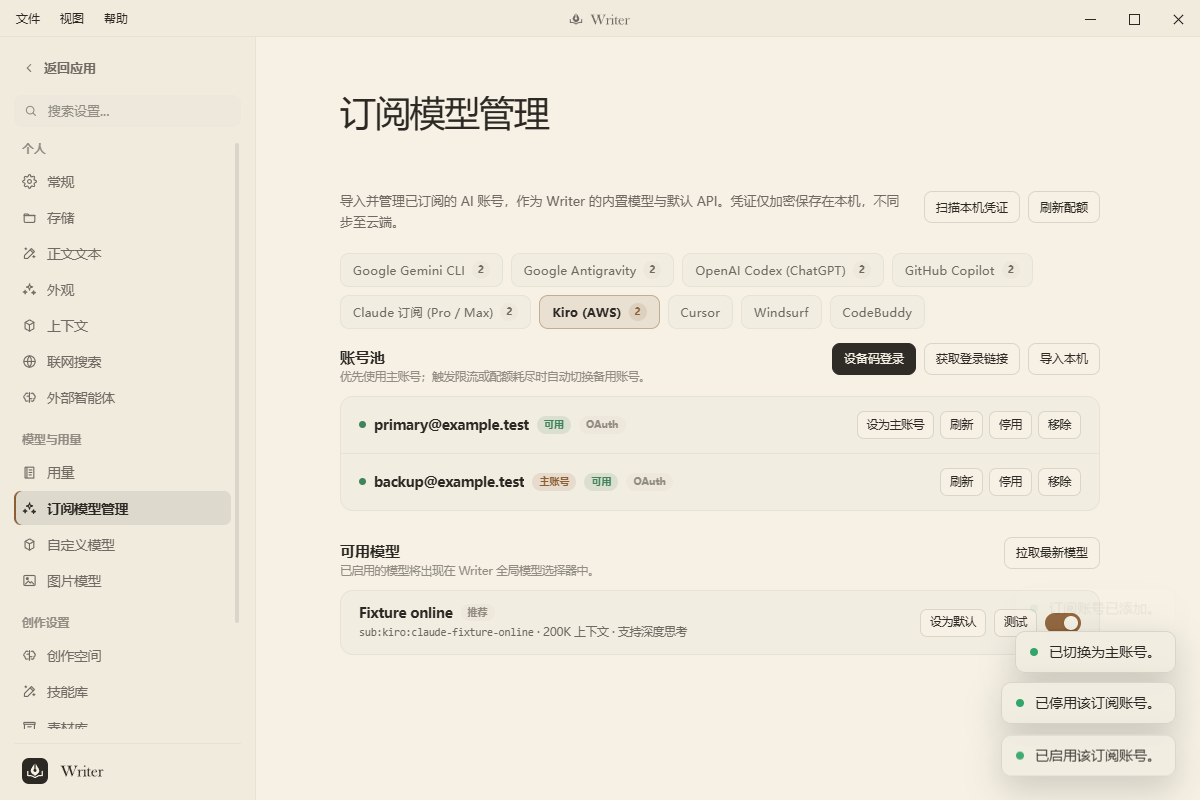 文件 视图 帮助 Writer
返回应用
搜索设置...
个人
常规
存储
正文文本
外观
上下文
联网搜索
外部智能体
模型与用量
用量
订阅模型管理
自定义模型
图片模型
创作设置
创作空间
技能库
素材库
Writer
订阅模型管理
导入并管理已订阅的 AI 账号，作为 Writer 的内置模型与默认 API。凭证仅加密保存在本机，不同
步至云端。
扫描本机凭证 刷新配额
Google Gemini CLI 2 Google Antigravity 2 OpenAI Codex (ChatGPT) 2 GitHub Copilot 2
Claude 订阅 (Pro / Max) 2 Kiro (AWS) 2 Cursor Windsurf CodeBuddy
账号池
优先使用主账号；触发限流或配额耗尽时自动切换备用账号。
设备码登录 获取登录链接 导入本机
primary@example.test 可用 OAuth 设为主账号 刷新 停用 移除
backup@example.test 主账号 可用 OAuth 刷新 停用 移除
可用模型
已启用的模型将出现在 Writer 全局模型选择器中。
拉取最新模型
Fixture online 推荐
sub:kiro:claude-fixture-online · 200K 上下文 · 支持深度思考
设为默认 测试
订阅账号已添加。
已切换为主账号。
已停用该订阅账号。
已启用该订阅账号。